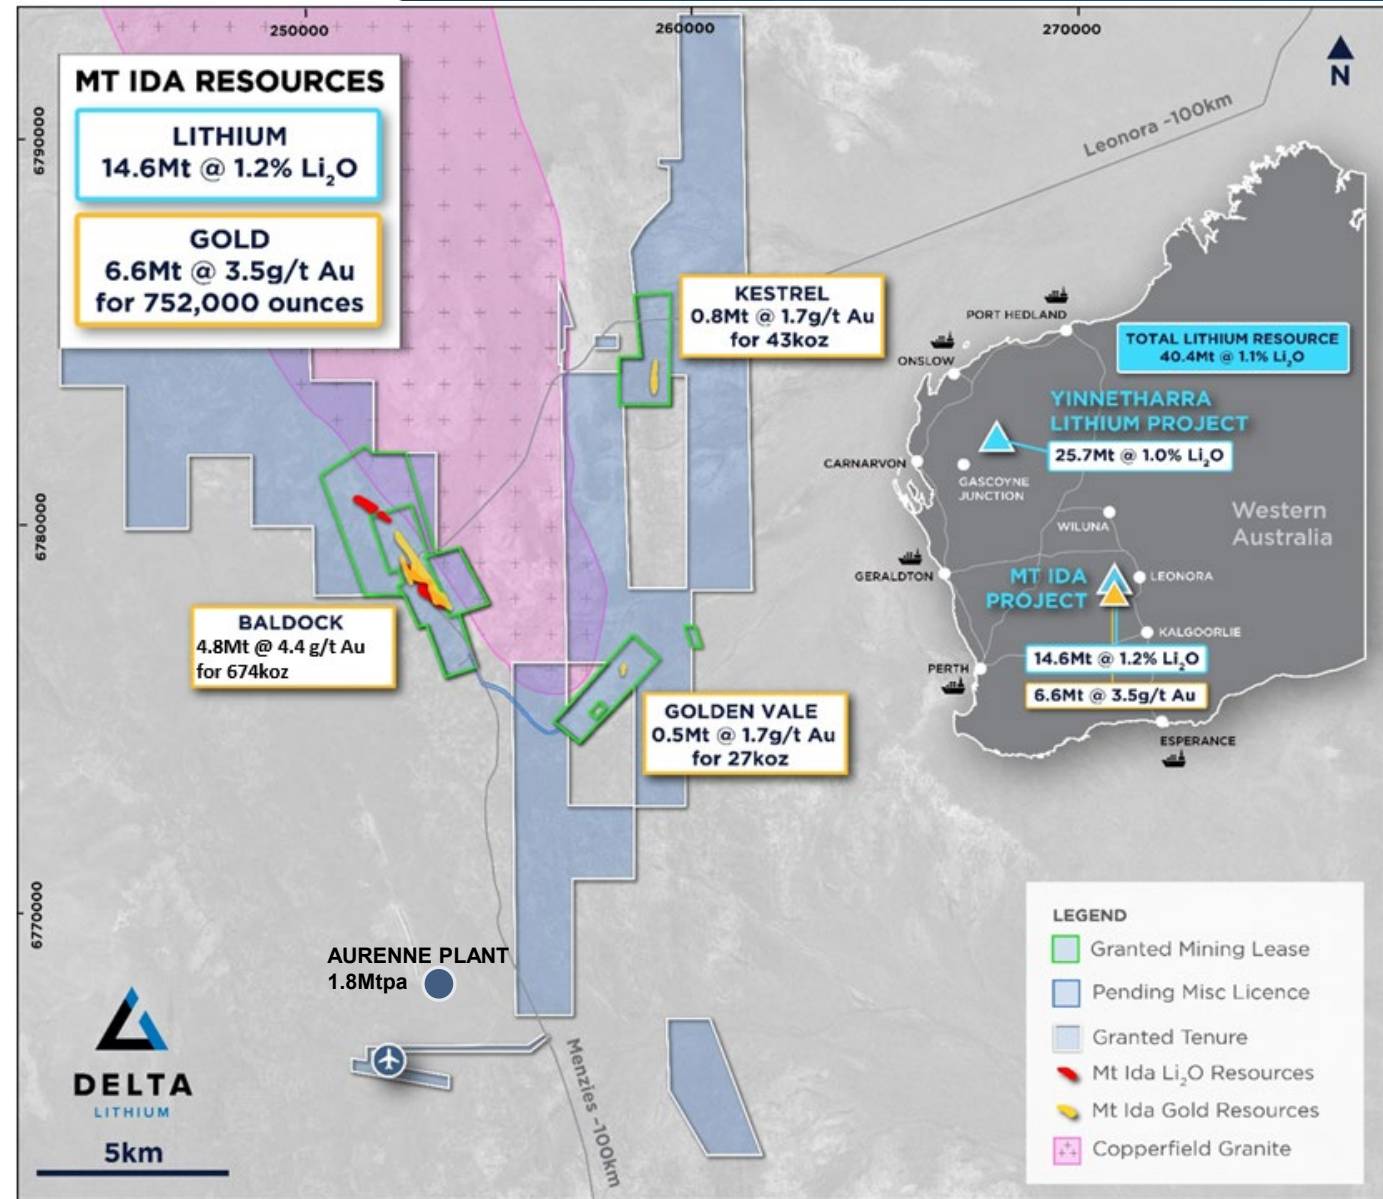 250000
260000
270000
6790000
6780000
6770000
N
MT IDA RESOURCES
LITHIUM
14.6Mt @ 1.2% Li₂O
GOLD
6.6Mt @ 3.5g/t Au
for 752,000 ounces
Leonora ~100km
KESTREL
0.8Mt @ 1.7g/t Au
for 43koz
BALDOCK
4.8Mt @ 4.4 g/t Au
for 674koz
GOLDEN VALE
0.5Mt @ 1.7g/t Au
for 27koz
PORT HEDLAND
ONSLOW
TOTAL LITHIUM RESOURCE
40.4Mt @ 1.1% Li₂O
YINNETHARRA
LITHIUM PROJECT
25.7Mt @ 1.0% Li₂O
CARNARVON
GASCOYNE
JUNCTION
WILUNA
Western
Australia
GERALDTON
MT IDA
PROJECT
LEONORA
KALGOORLIE
PERTH
14.6Mt @ 1.2% Li₂O
6.6Mt @ 3.5g/t Au
ESPERANCE
AURENNE PLANT
1.8Mtpa
Menzies ~100km
DELTA
LITHIUM
5km
LEGEND
Granted Mining Lease
Pending Misc Licence
Granted Tenure
Mt Ida Li₂O Resources
Mt Ida Gold Resources
Copperfield Granite